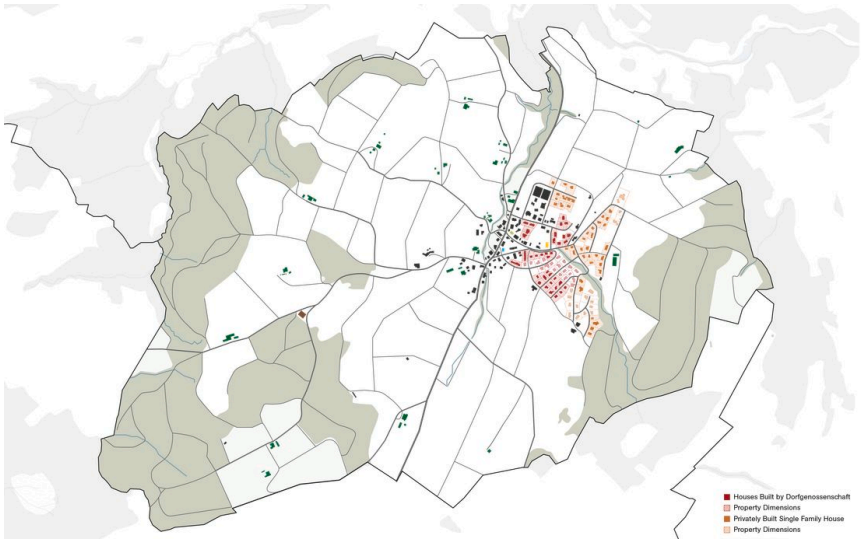 Houses Built by Dorfgenossenschaft
Property Dimensions
Privately Built Single Family House
Property Dimensions